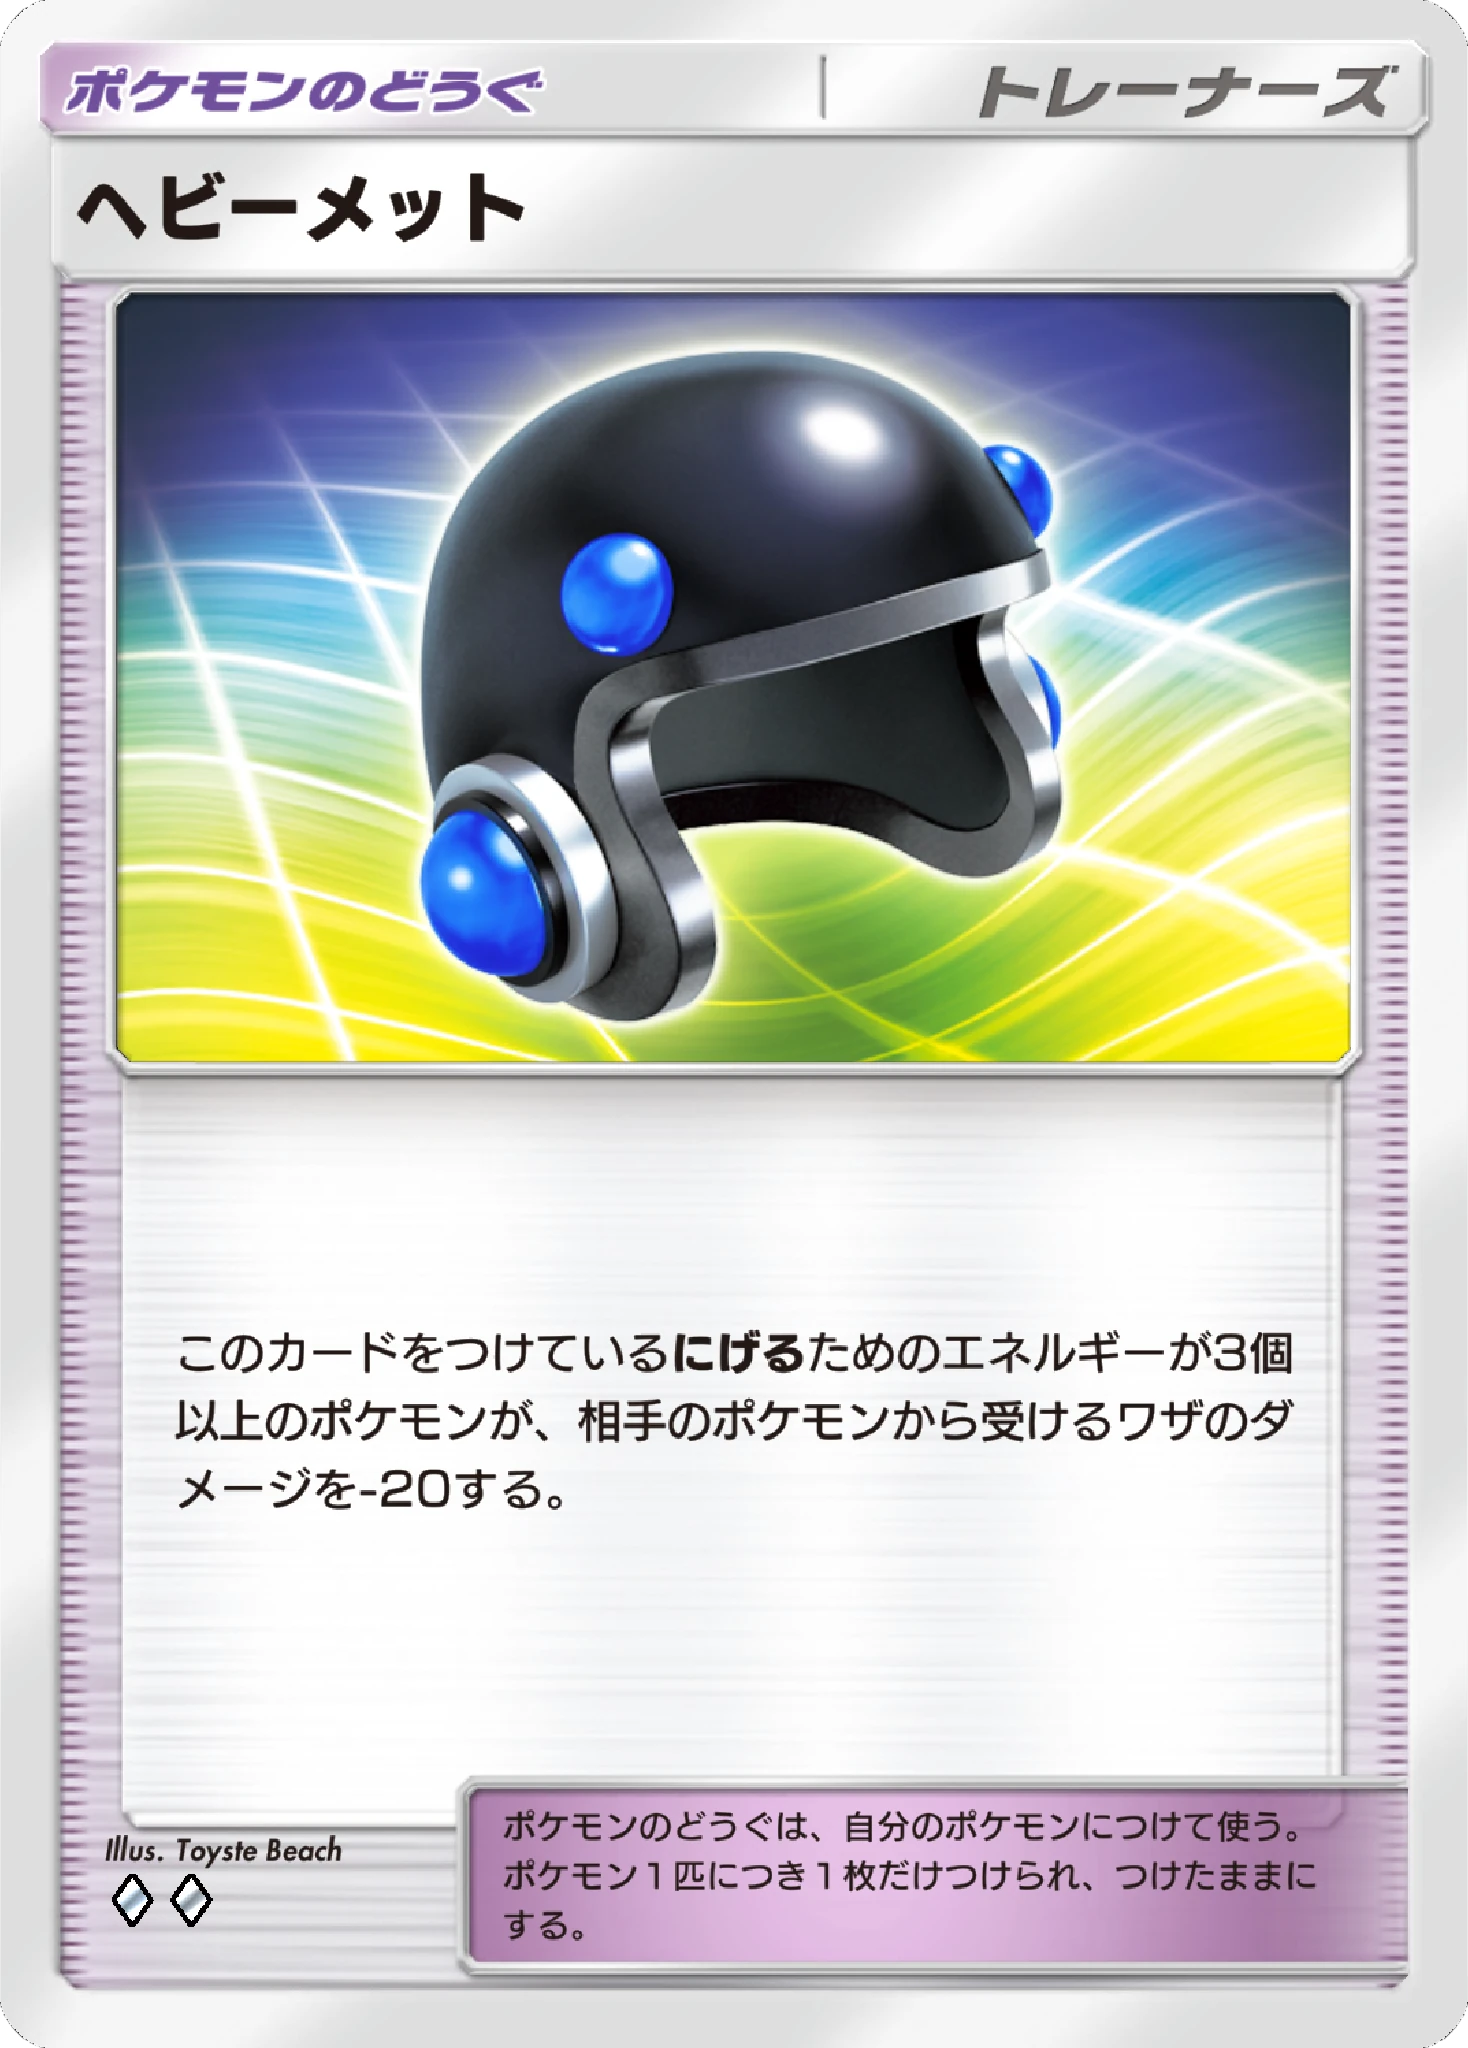 ポケモンのどうぐ
トレーナーズ
ヘビーメット
このカードをつけているにげるためのエネルギーが3個
以上のポケモンが、相手のポケモンから受けるワザのダ
メージを-20する。
Illus. Toyste Beach
ポケモンのどうぐは、自分のポケモンにつけて使う。
ポケモン1匹につき1枚だけつけられ、つけたままに
する。